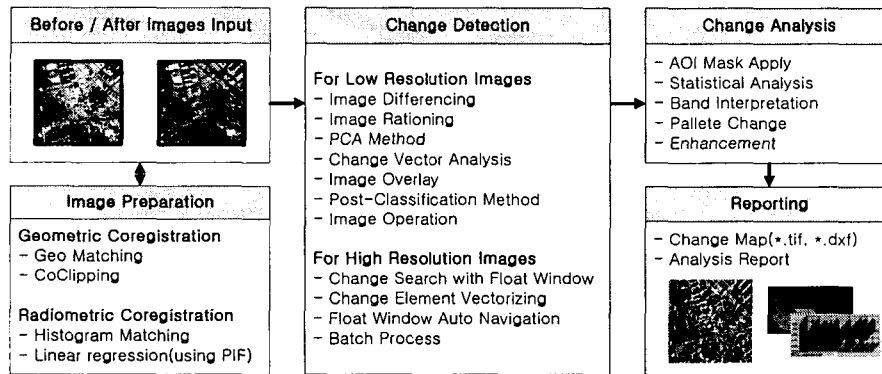 Before / After Images Input
Image Preparation
Geometric Coregistration
- Geo Matching
- CoClipping
Radiometric Coregistration
- Histogram Matching
- Linear regression(using PIF)
Change Detection
For Low Resolution Images
- Image Differencing
- Image Rationing
- PCA Method
- Change Vector Analysis
- Image Overlay
- Post-Classification Method
- Image Operation
For High Resolution Images
- Change Search with Float Window
- Change Element Vectorizing
- Float Window Auto Navigation
- Batch Process
Change Analysis
- AOI Mask Apply
- Statistical Analysis
- Band Interpretation
- Pallete Change
- Enhancement
Reporting
- Change Map(*.tif, *.dxf)
- Analysis Report